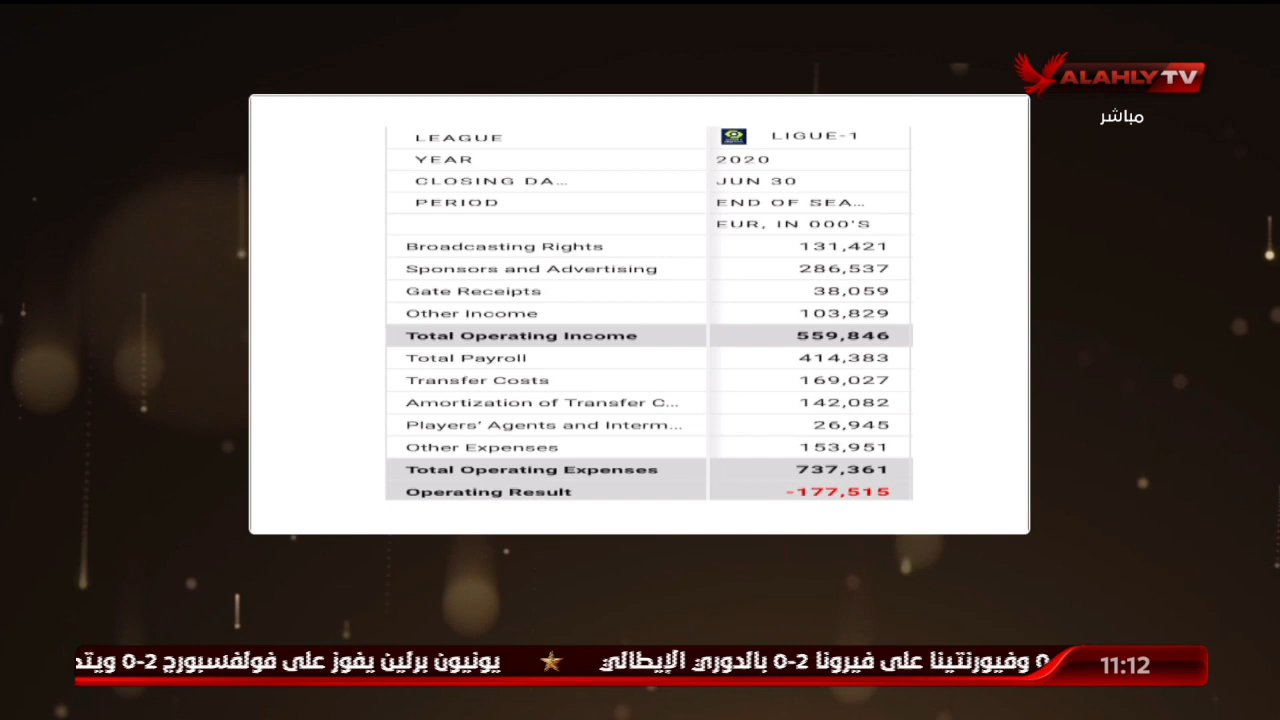 ALAHLY TV
مباشر
LEAGUE LIGUE-1
YEAR 2020
CLOSING DA... JUN 30
PERIOD END OF SEA...
EUR, IN 000'S
Broadcasting Rights 131,421
Sponsors and Advertising 286,537
Gate Receipts 38,059
Other Income 103,829
Total Operating Income 559,846
Total Payroll 414,383
Transfer Costs 169,027
Amortization of Transfer C... 142,082
Players' Agents and Interm... 26,945
Other Expenses 153,951
Total Operating Expenses 737,361
Operating Result -177,515
0 وفيورنتينا على فيرونا 2-0 بالدوري الإيطالي ★ يونيون برلين يفوز على فولفسبورج 2-0 ويتص
11:12